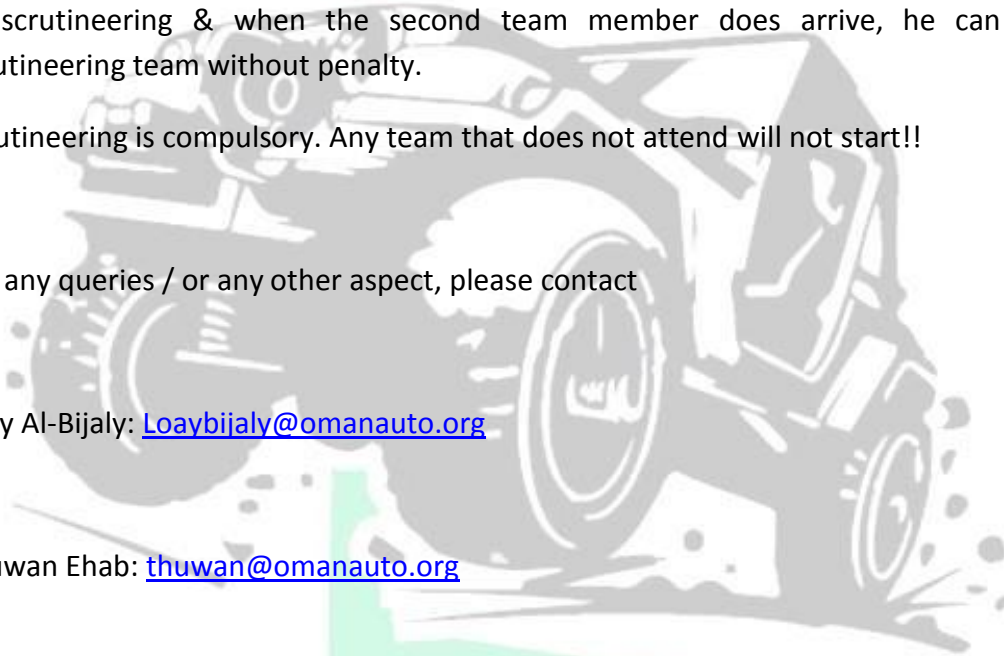 scrutineering & when the second team member does arrive, he can
utineering team without penalty.
utineering is compulsory. Any team that does not attend will not start!!
any queries / or any other aspect, please contact
y Al-Bijaly: Loaybijaly@omanauto.org
uwan Ehab: thuwan@omanauto.org